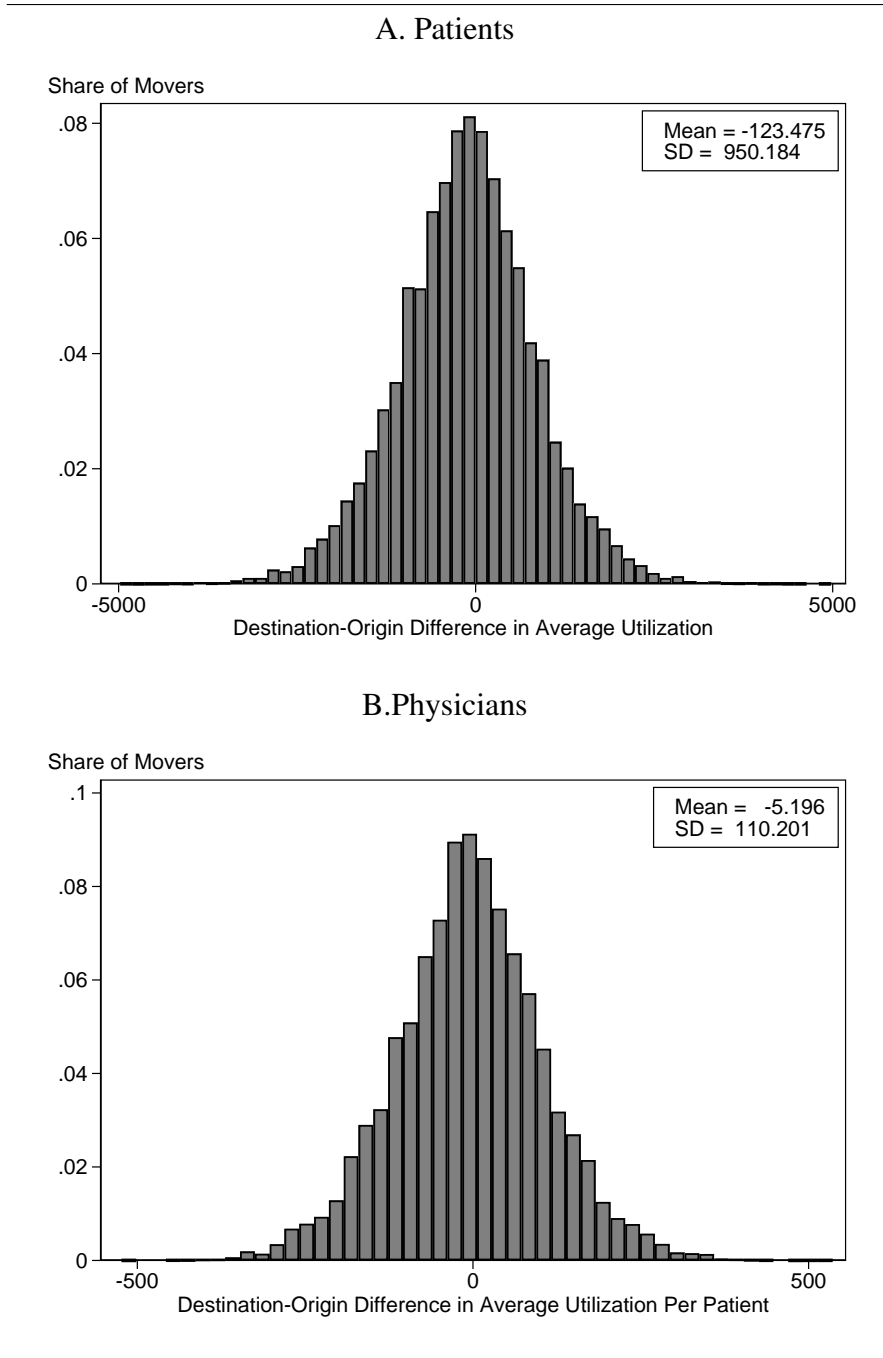 A. Patients
Share of Movers
Mean = -123.475
SD = 950.184
.08
.06
.04
.02
0
-5000 0 5000
Destination-Origin Difference in Average Utilization
B.Physicians
Share of Movers
Mean = -5.196
SD = 110.201
.1
.08
.06
.04
.02
0
-500 0 500
Destination-Origin Difference in Average Utilization Per Patient